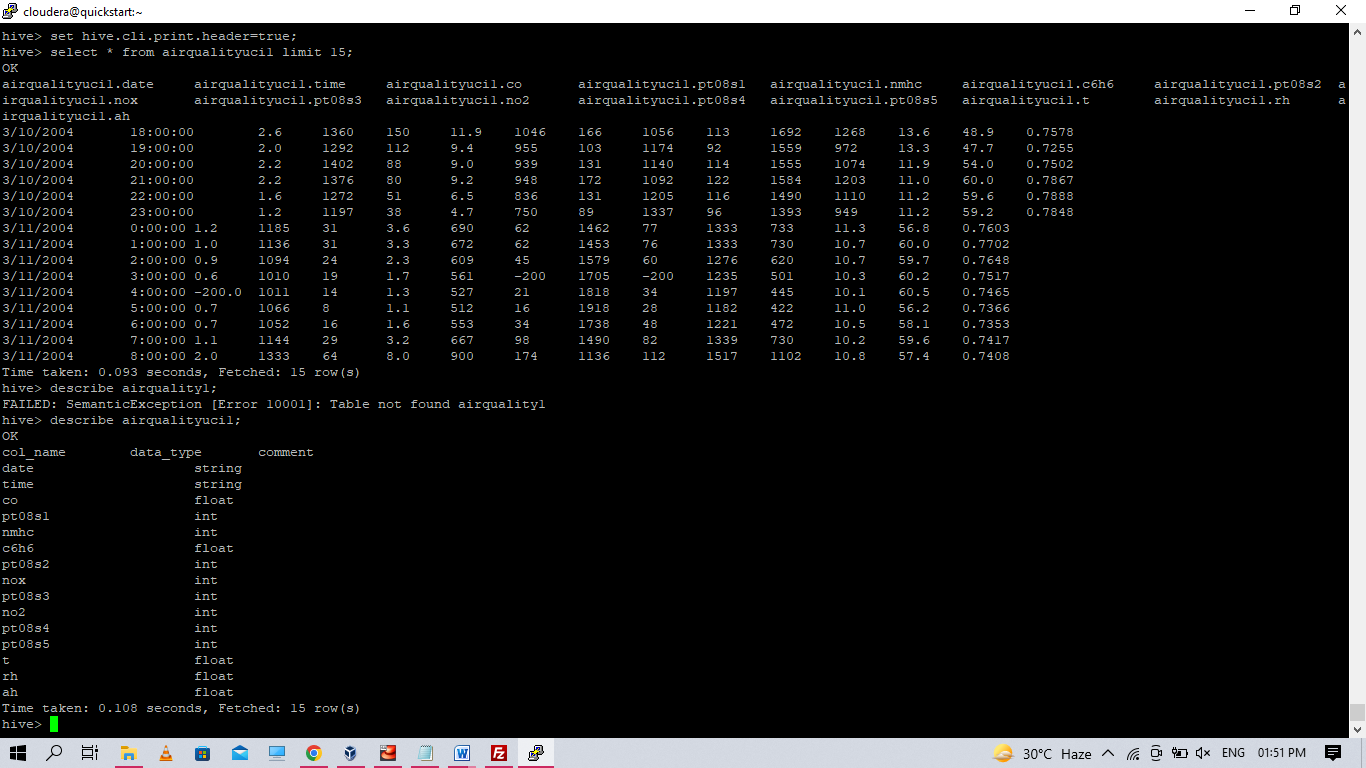 cloudera@quickstart:~
hive> set hive.cli.print.header=true;
hive> select * from airqualityuci1 limit 15;
OK
airqualityuci1.date airqualityuci1.time airqualityuci1.co airqualityuci1.pt08s1 airqualityuci1.nmhc airqualityuci1.c6h6 airqualityuci1.pt08s2 a
irqualityuci1.nox airqualityuci1.pt08s3 airqualityuci1.no2 airqualityuci1.pt08s4 airqualityuci1.pt08s5 airqualityuci1.t airqualityuci1.rh a
irqualityuci1.ah
3/10/2004 18:00:00 2.6 1360 150 11.9 1046 166 1056 113 1692 1268 13.6 48.9 0.7578
3/10/2004 19:00:00 2.0 1292 112 9.4 955 103 1174 92 1559 972 13.3 47.7 0.7255
3/10/2004 20:00:00 2.2 1402 88 9.0 939 131 1140 114 1555 1074 11.9 54.0 0.7502
3/10/2004 21:00:00 2.2 1376 80 9.2 948 172 1092 122 1584 1203 11.0 60.0 0.7867
3/10/2004 22:00:00 1.6 1272 51 6.5 836 131 1205 116 1490 1110 11.2 59.6 0.7888
3/10/2004 23:00:00 1.2 1197 38 4.7 750 89 1337 96 1393 949 11.2 59.2 0.7848
3/11/2004 0:00:00 1.2 1185 31 3.6 690 62 1462 77 1333 733 11.3 56.8 0.7603
3/11/2004 1:00:00 1.0 1136 31 3.3 672 62 1453 76 1333 730 10.7 60.0 0.7702
3/11/2004 2:00:00 0.9 1094 24 2.3 609 45 1579 60 1276 620 10.7 59.7 0.7648
3/11/2004 3:00:00 0.6 1010 19 1.7 561 -200 1705 -200 1235 501 10.3 60.2 0.7517
3/11/2004 4:00:00 -200.0 1011 14 1.3 527 21 1818 34 1197 445 10.1 60.5 0.7465
3/11/2004 5:00:00 0.7 1066 8 1.1 512 16 1918 28 1182 422 11.0 56.2 0.7366
3/11/2004 6:00:00 0.7 1052 16 1.6 553 34 1738 48 1221 472 10.5 58.1 0.7353
3/11/2004 7:00:00 1.1 1144 29 3.2 667 98 1490 82 1339 730 10.2 59.6 0.7417
3/11/2004 8:00:00 2.0 1333 64 8.0 900 174 1136 112 1517 1102 10.8 57.4 0.7408
Time taken: 0.093 seconds, Fetched: 15 row(s)
hive> describe airquality1;
FAILED: SemanticException [Error 10001]: Table not found airquality1
hive> describe airqualityuci1;
OK
col_name data_type comment
date string
time string
co float
pt08s1 int
nmhc int
c6h6 float
pt08s2 int
nox int
pt08s3 int
no2 int
pt08s4 int
pt08s5 int
t float
rh float
ah float
Time taken: 0.108 seconds, Fetched: 15 row(s)
hive>
30°C Haze ENG 01:51 PM